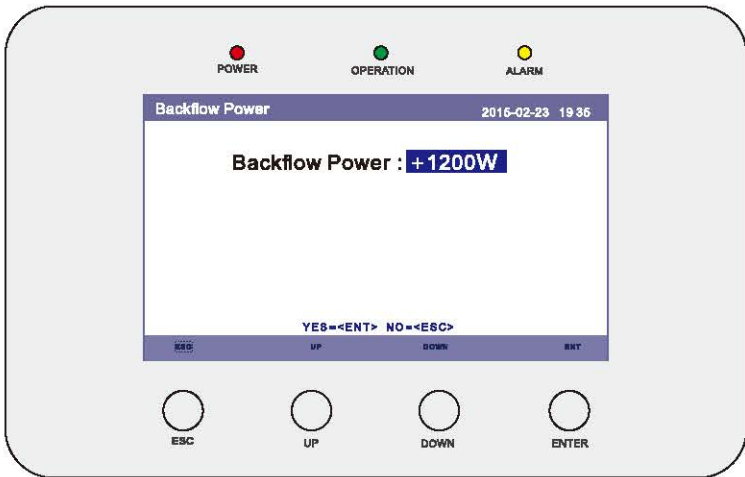 POWER OPERATION ALARM
Backflow Power 2015-02-23 19 35
Backflow Power : +1200W
YES=<ENT> NO=<ESC>
ESC UP DOWN ENT
ESC UP DOWN ENTER